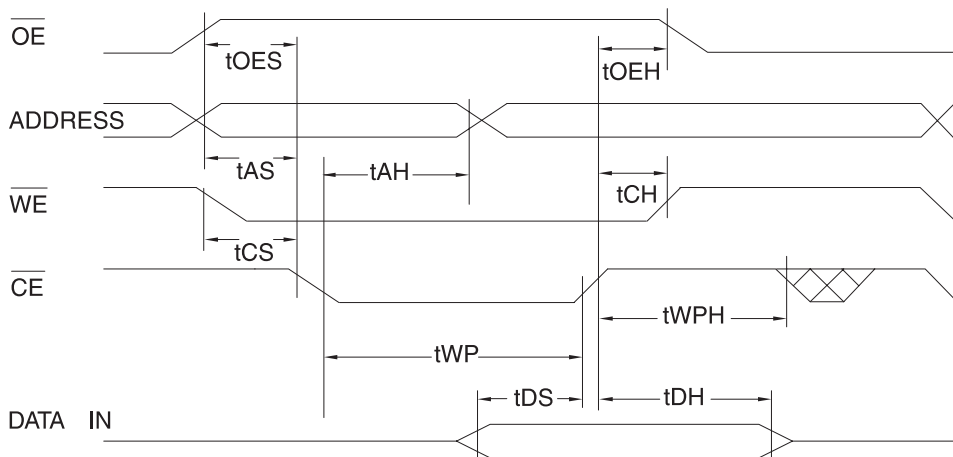 OE
tOES
tOEH
ADDRESS
tAS
tAH
tCH
WE
tCS
CE
tWPH
tWP
tDS
tDH
DATA IN